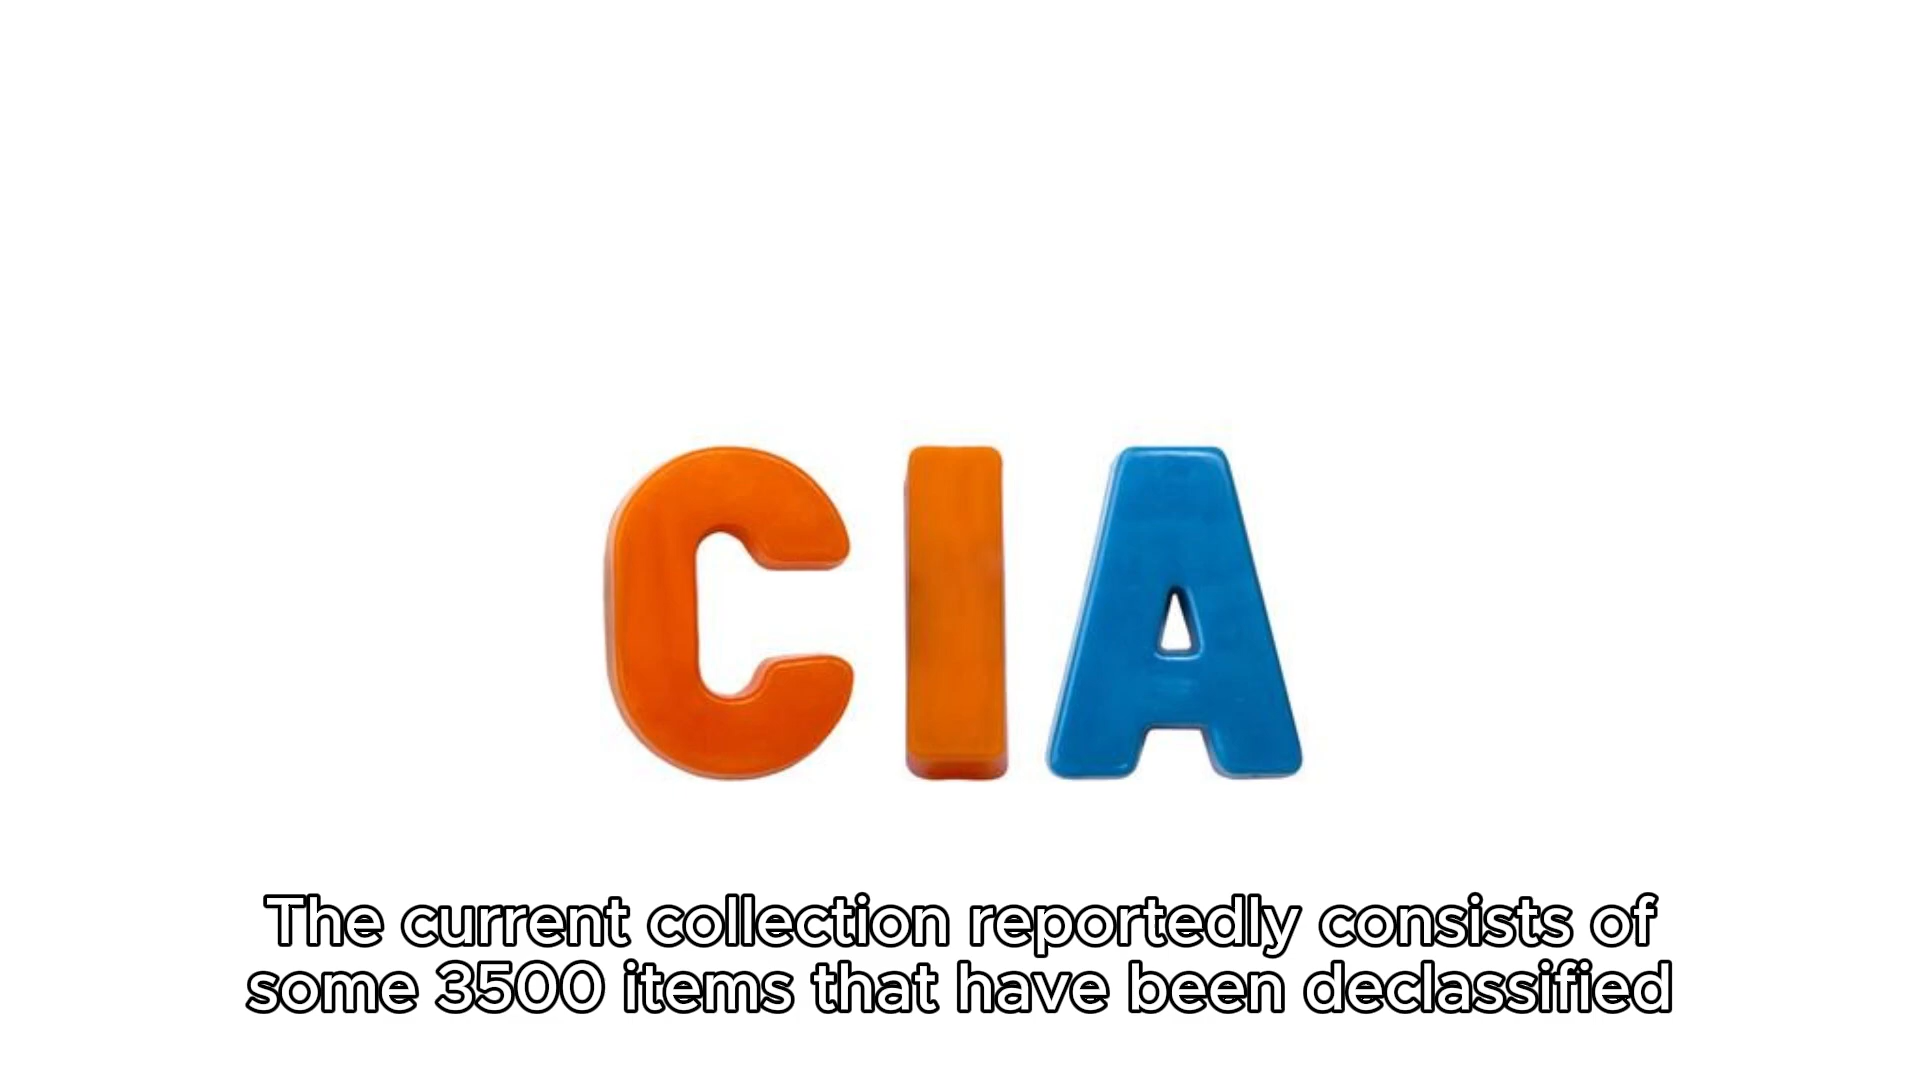 CIA
The current collection reportedly consists of
some 3500 items that have been declassified